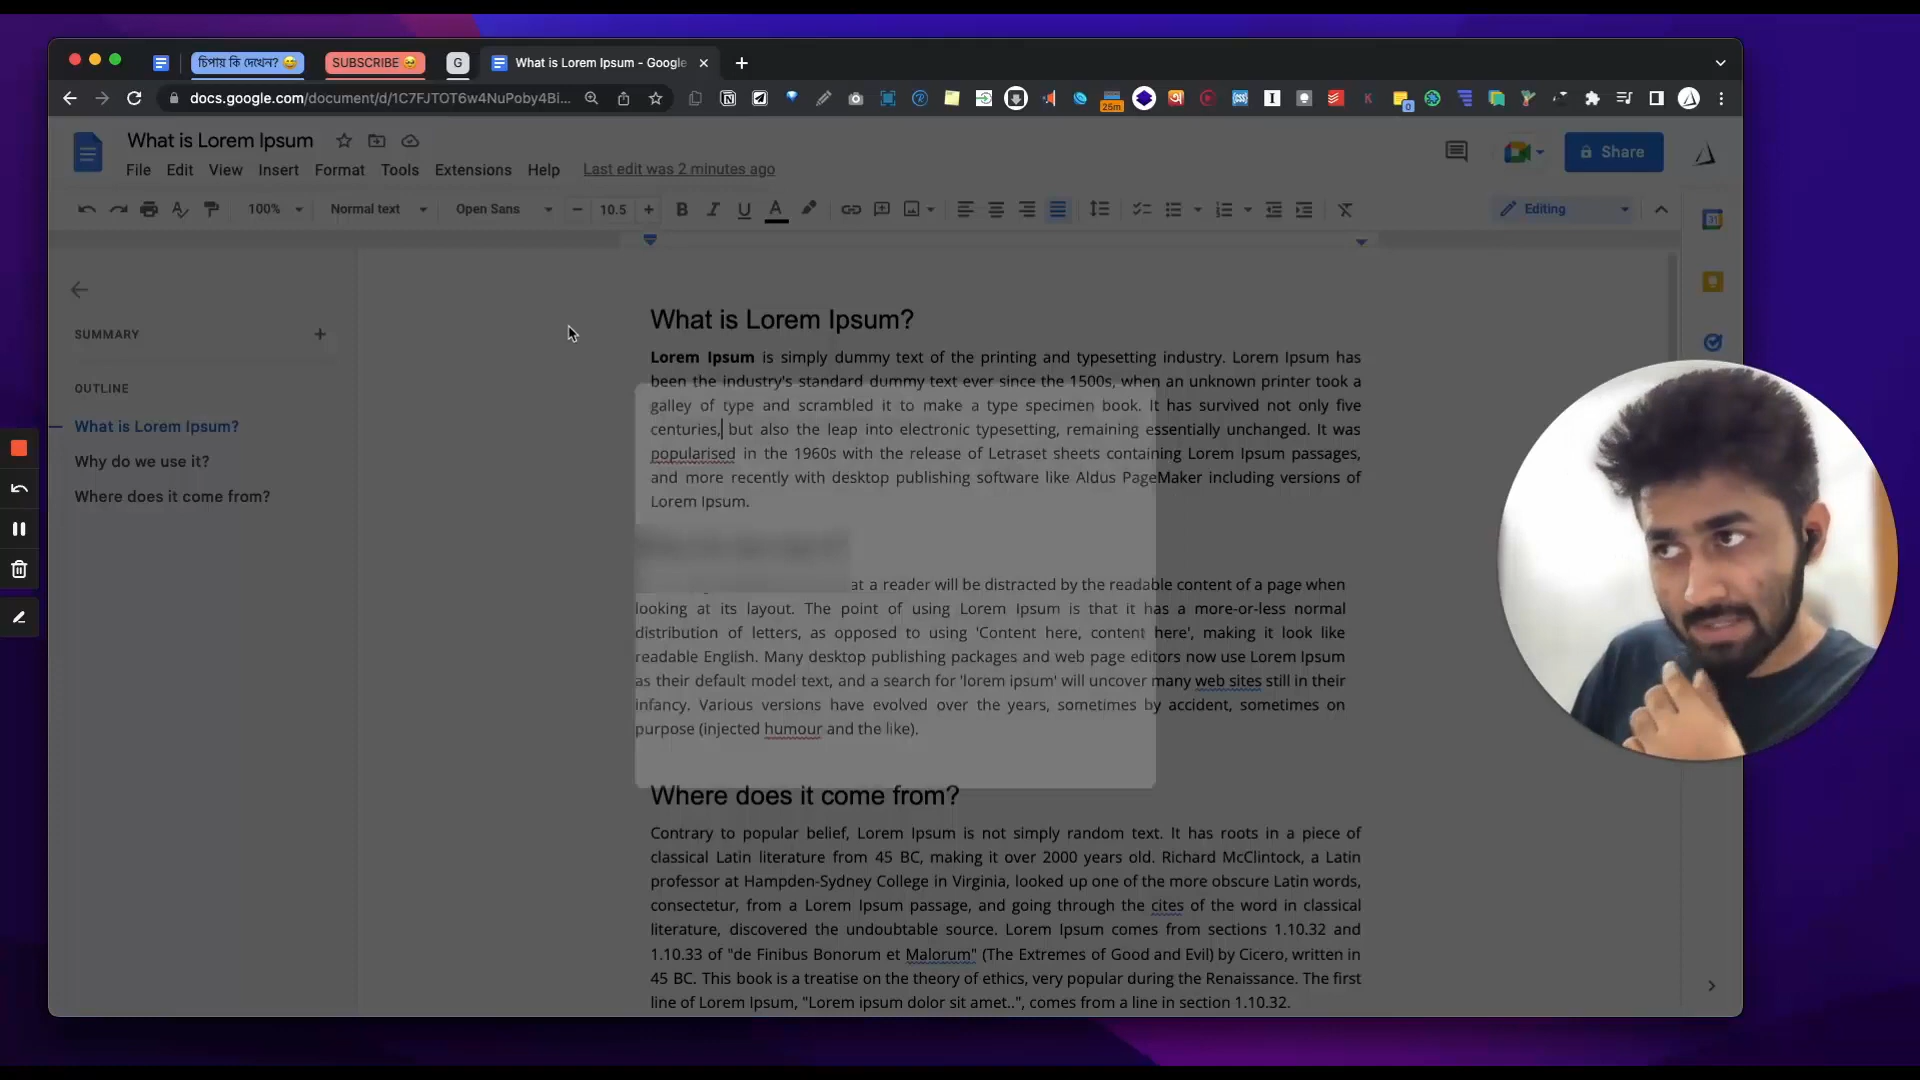 চিপায় কি দেখেন? 😅
SUBSCRIBE 🥺
G
What is Lorem Ipsum - Google
docs.google.com/document/d/1C7FJTOT6w4NuPoby4Bi...
25m
0
What is Lorem Ipsum
File Edit View Insert Format Tools Extensions Help Last edit was 2 minutes ago
Share
100% Normal text Open Sans 10.5 Editing
SUMMARY
OUTLINE
What is Lorem Ipsum?
Why do we use it?
Where does it come from?
What is Lorem Ipsum?
Lorem Ipsum is simply dummy text of the printing and typesetting industry. Lorem Ipsum has
been the industry's standard dummy text ever since the 1500s, when an unknown printer took a
galley of type and scrambled it to make a type specimen book. It has survived not only five
centuries, but also the leap into electronic typesetting, remaining essentially unchanged. It was
popularised in the 1960s with the release of Letraset sheets containing Lorem Ipsum passages,
and more recently with desktop publishing software like Aldus PageMaker including versions of
Lorem Ipsum.
at a reader will be distracted by the readable content of a page when
looking at its layout. The point of using Lorem Ipsum is that it has a more-or-less normal
distribution of letters, as opposed to using 'Content here, content here', making it look like
readable English. Many desktop publishing packages and web page editors now use Lorem Ipsum
as their default model text, and a search for 'lorem ipsum' will uncover many web sites still in their
infancy. Various versions have evolved over the years, sometimes by accident, sometimes on
purpose (injected humour and the like).
Where does it come from?
Contrary to popular belief, Lorem Ipsum is not simply random text. It has roots in a piece of
classical Latin literature from 45 BC, making it over 2000 years old. Richard McClintock, a Latin
professor at Hampden-Sydney College in Virginia, looked up one of the more obscure Latin words,
consectetur, from a Lorem Ipsum passage, and going through the cites of the word in classical
literature, discovered the undoubtable source. Lorem Ipsum comes from sections 1.10.32 and
1.10.33 of "de Finibus Bonorum et Malorum" (The Extremes of Good and Evil) by Cicero, written in
45 BC. This book is a treatise on the theory of ethics, very popular during the Renaissance. The first
line of Lorem Ipsum, "Lorem ipsum dolor sit amet..", comes from a line in section 1.10.32.